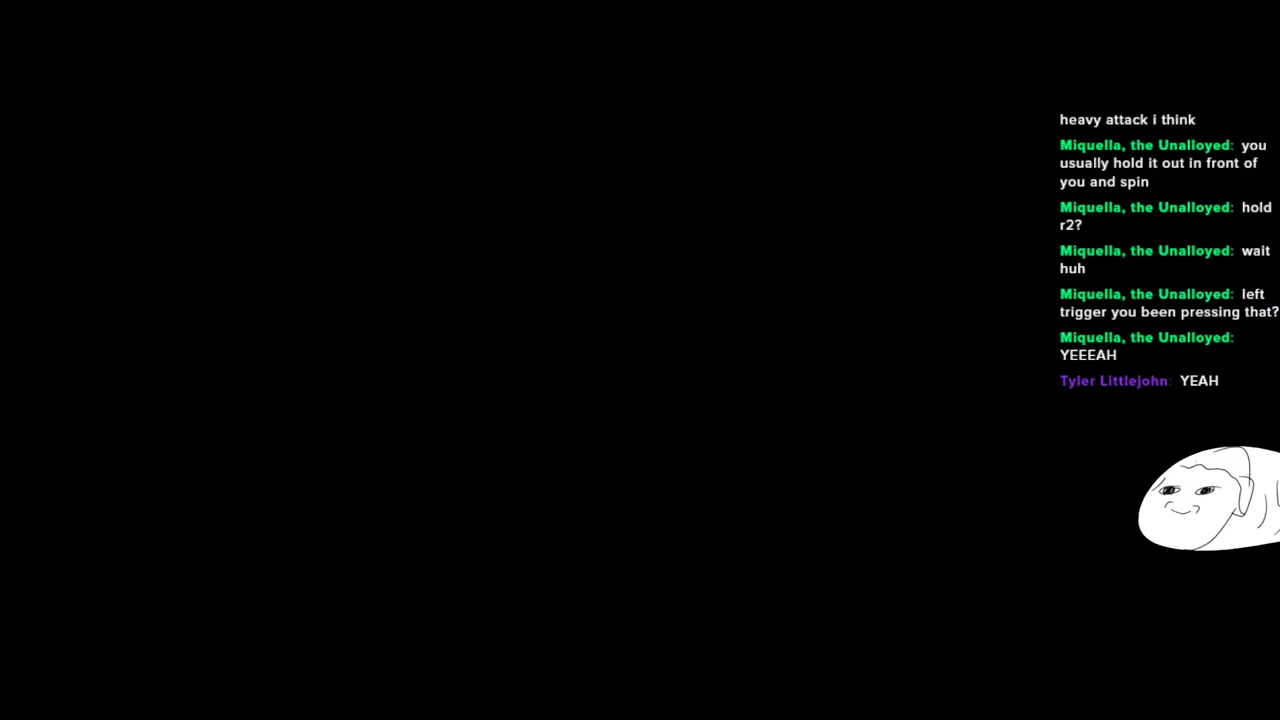 heavy attack i think
Miquella, the Unalloyed: you
usually hold it out in front of
you and spin
Miquella, the Unalloyed: hold
r2?
Miquella, the Unalloyed: wait
huh
Miquella, the Unalloyed: left
trigger you been pressing that?
Miquella, the Unalloyed:
YEEEAH
Tyler Littlejohn: YEAH